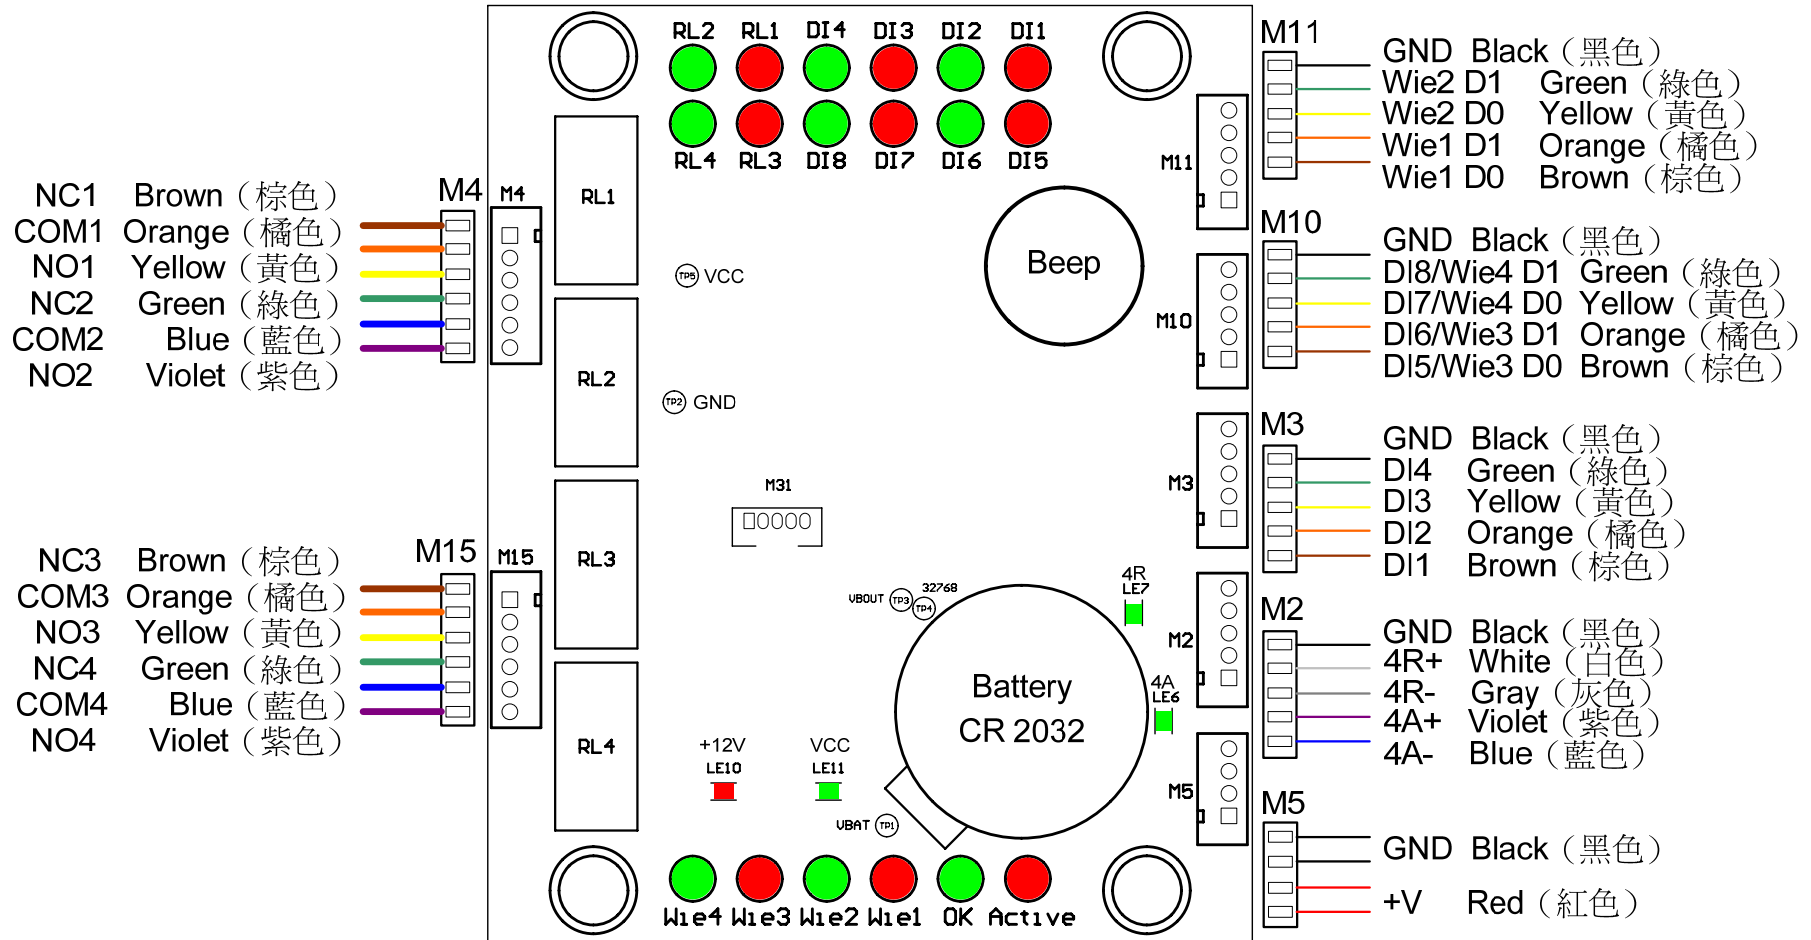 NC1 Brown（棕色）
COM1 Orange（橘色）
NO1 Yellow（黃色）
NC2 Green（綠色）
COM2 Blue（藍色）
NO2 Violet（紫色）
M4
NC3 Brown（棕色）
COM3 Orange（橘色）
NO3 Yellow（黃色）
NC4 Green（綠色）
COM4 Blue（藍色）
NO4 Violet（紫色）
M15
M4
M15
RL1
RL2
RL3
RL4
RL2 RL1 DI4 DI3 DI2 DI1
RL4 RL3 DI8 DI7 DI6 DI5
TP5 VCC
TP2 GND
Beep
M31
VBOUT TP3 TP4 32768
4R
LE7
4A
LE6
Battery
CR 2032
+12V
LE10
VCC
LE11
VBAT TP1
Wie4 Wie3 Wie2 Wie1 OK Active
M11
M10
M3
M2
M5
M11
GND Black（黑色）
Wie2 D1 Green（綠色）
Wie2 D0 Yellow（黃色）
Wie1 D1 Orange（橘色）
Wie1 D0 Brown（棕色）
M10
GND Black（黑色）
DI8/Wie4 D1 Green（綠色）
DI7/Wie4 D0 Yellow（黃色）
DI6/Wie3 D1 Orange（橘色）
DI5/Wie3 D0 Brown（棕色）
M3
GND Black（黑色）
DI4 Green（綠色）
DI3 Yellow（黃色）
DI2 Orange（橘色）
DI1 Brown（棕色）
M2
GND Black（黑色）
4R+ White（白色）
4R- Gray（灰色）
4A+ Violet（紫色）
4A- Blue（藍色）
M5
GND Black（黑色）
+V Red（紅色）